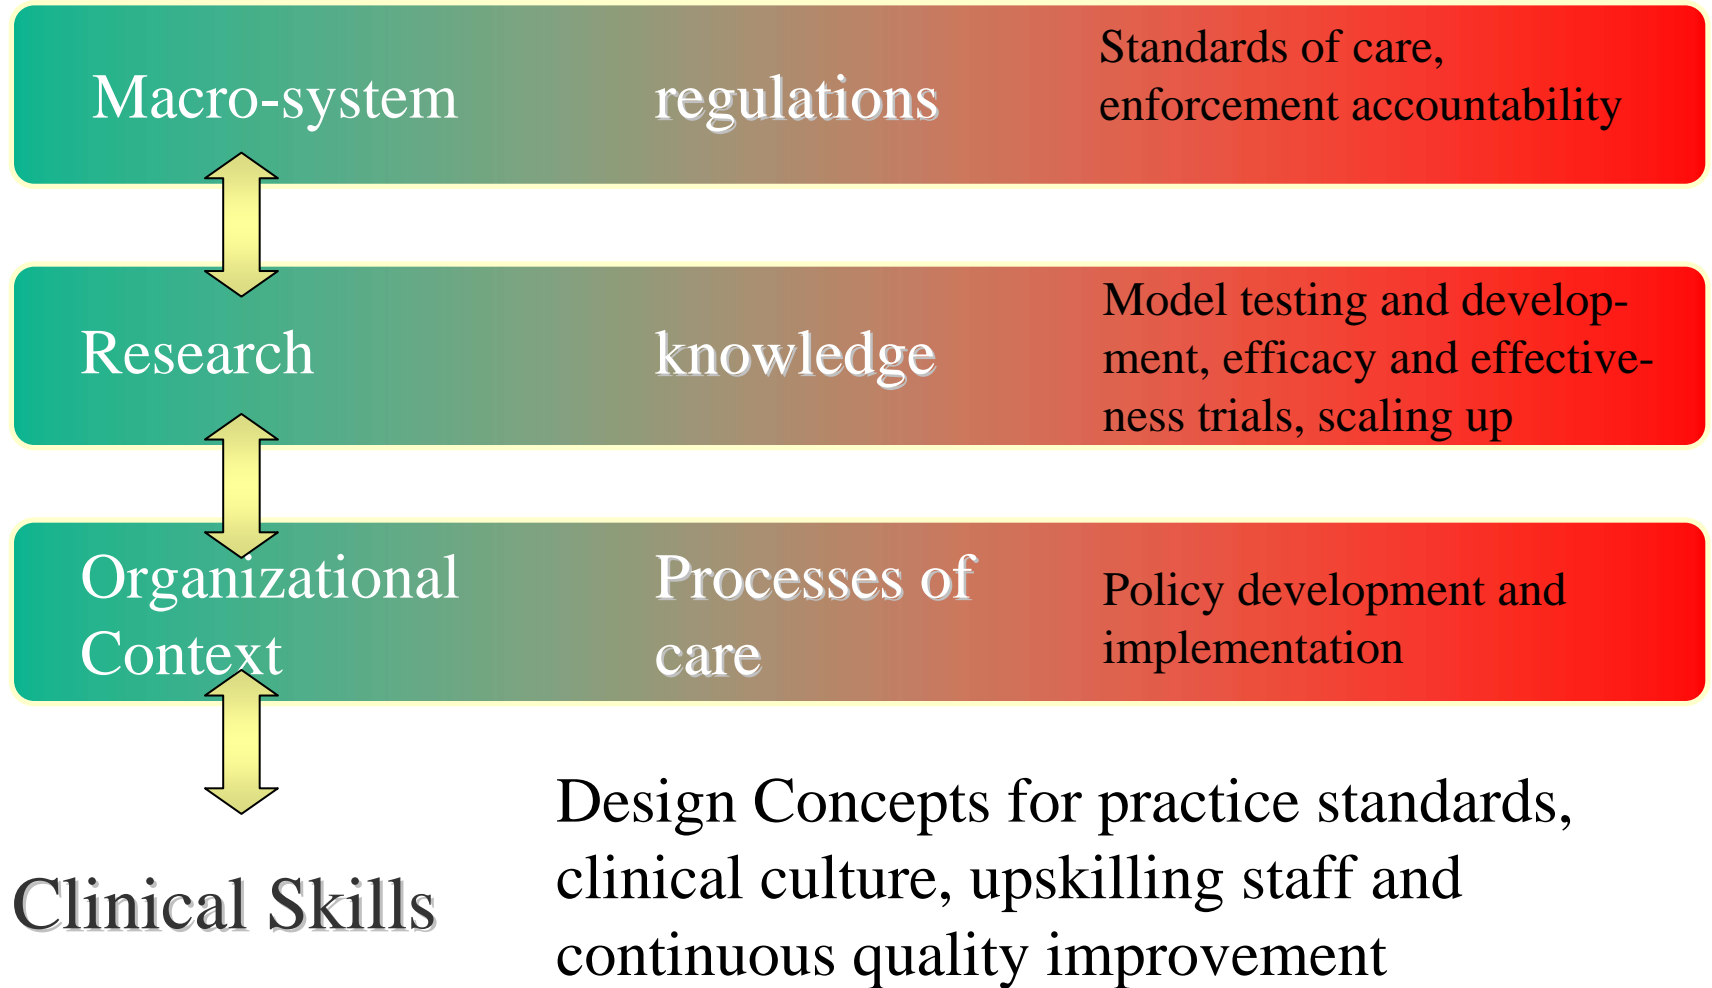 Macro-system
regulations
Standards of care,
enforcement accountability
Research
knowledge
Model testing and develop-
ment, efficacy and effective-
ness trials, scaling up
Organizational
Context
Processes of
care
Policy development and
implementation
Clinical Skills
Design Concepts for practice standards,
clinical culture, upskilling staff and
continuous quality improvement